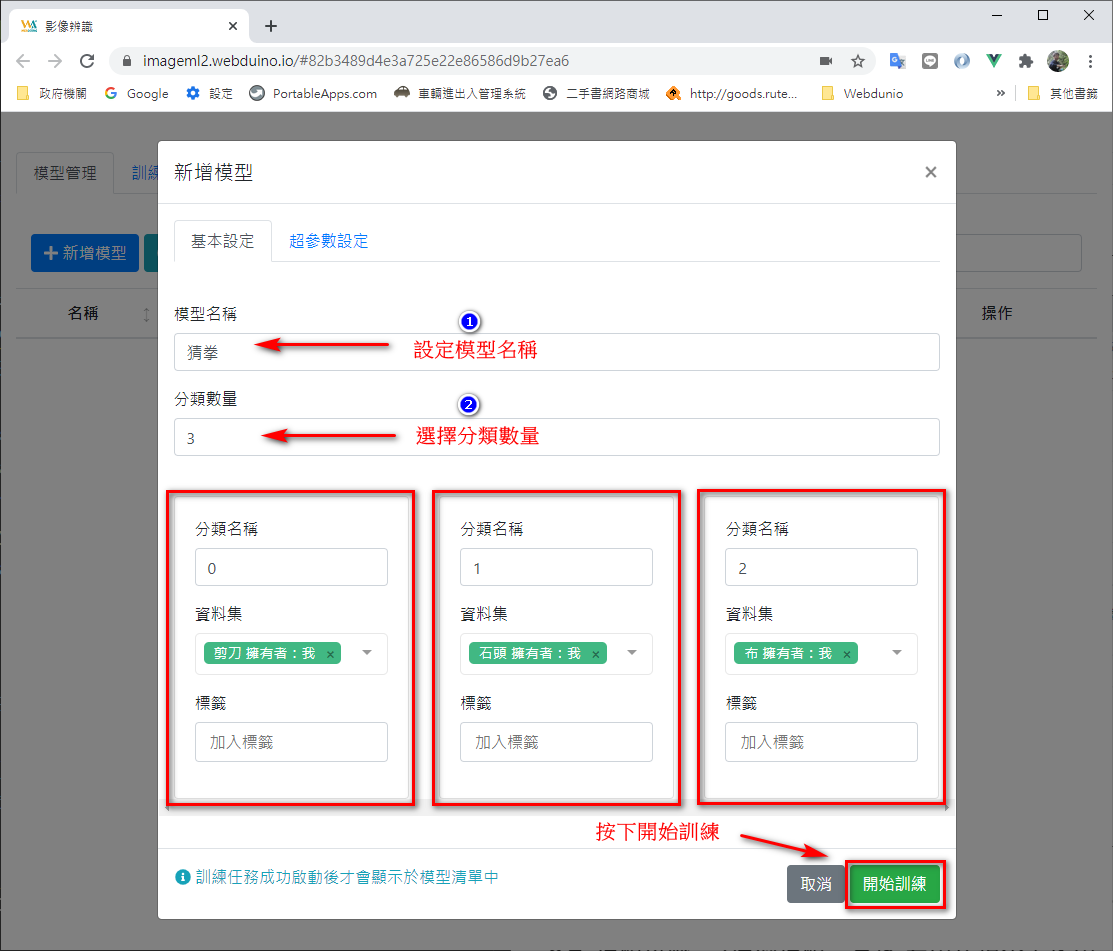 影像辨識
imageml2.webduino.io/#82b3489d4e3a725e22e86586d9b27ea6
政府機關 Google 設定 PortableApps.com 車輛進出入管理系統 二手書網路商城 http://goods.rute... Webdunio » 其他書籤
模型管理 訓練
新增模型 ×
基本設定 超參數設定
新增模型
名稱 操作
模型名稱
1
猜拳 設定模型名稱
分類數量
2
3 選擇分類數量
分類名稱 分類名稱 分類名稱
0 1 2
資料集 資料集 資料集
剪刀 擁有者：我 × 石頭 擁有者：我 × 布 擁有者：我 ×
標籤 標籤 標籤
加入標籤 加入標籤 加入標籤
按下開始訓練
訓練任務成功啟動後才會顯示於模型清單中 取消 開始訓練